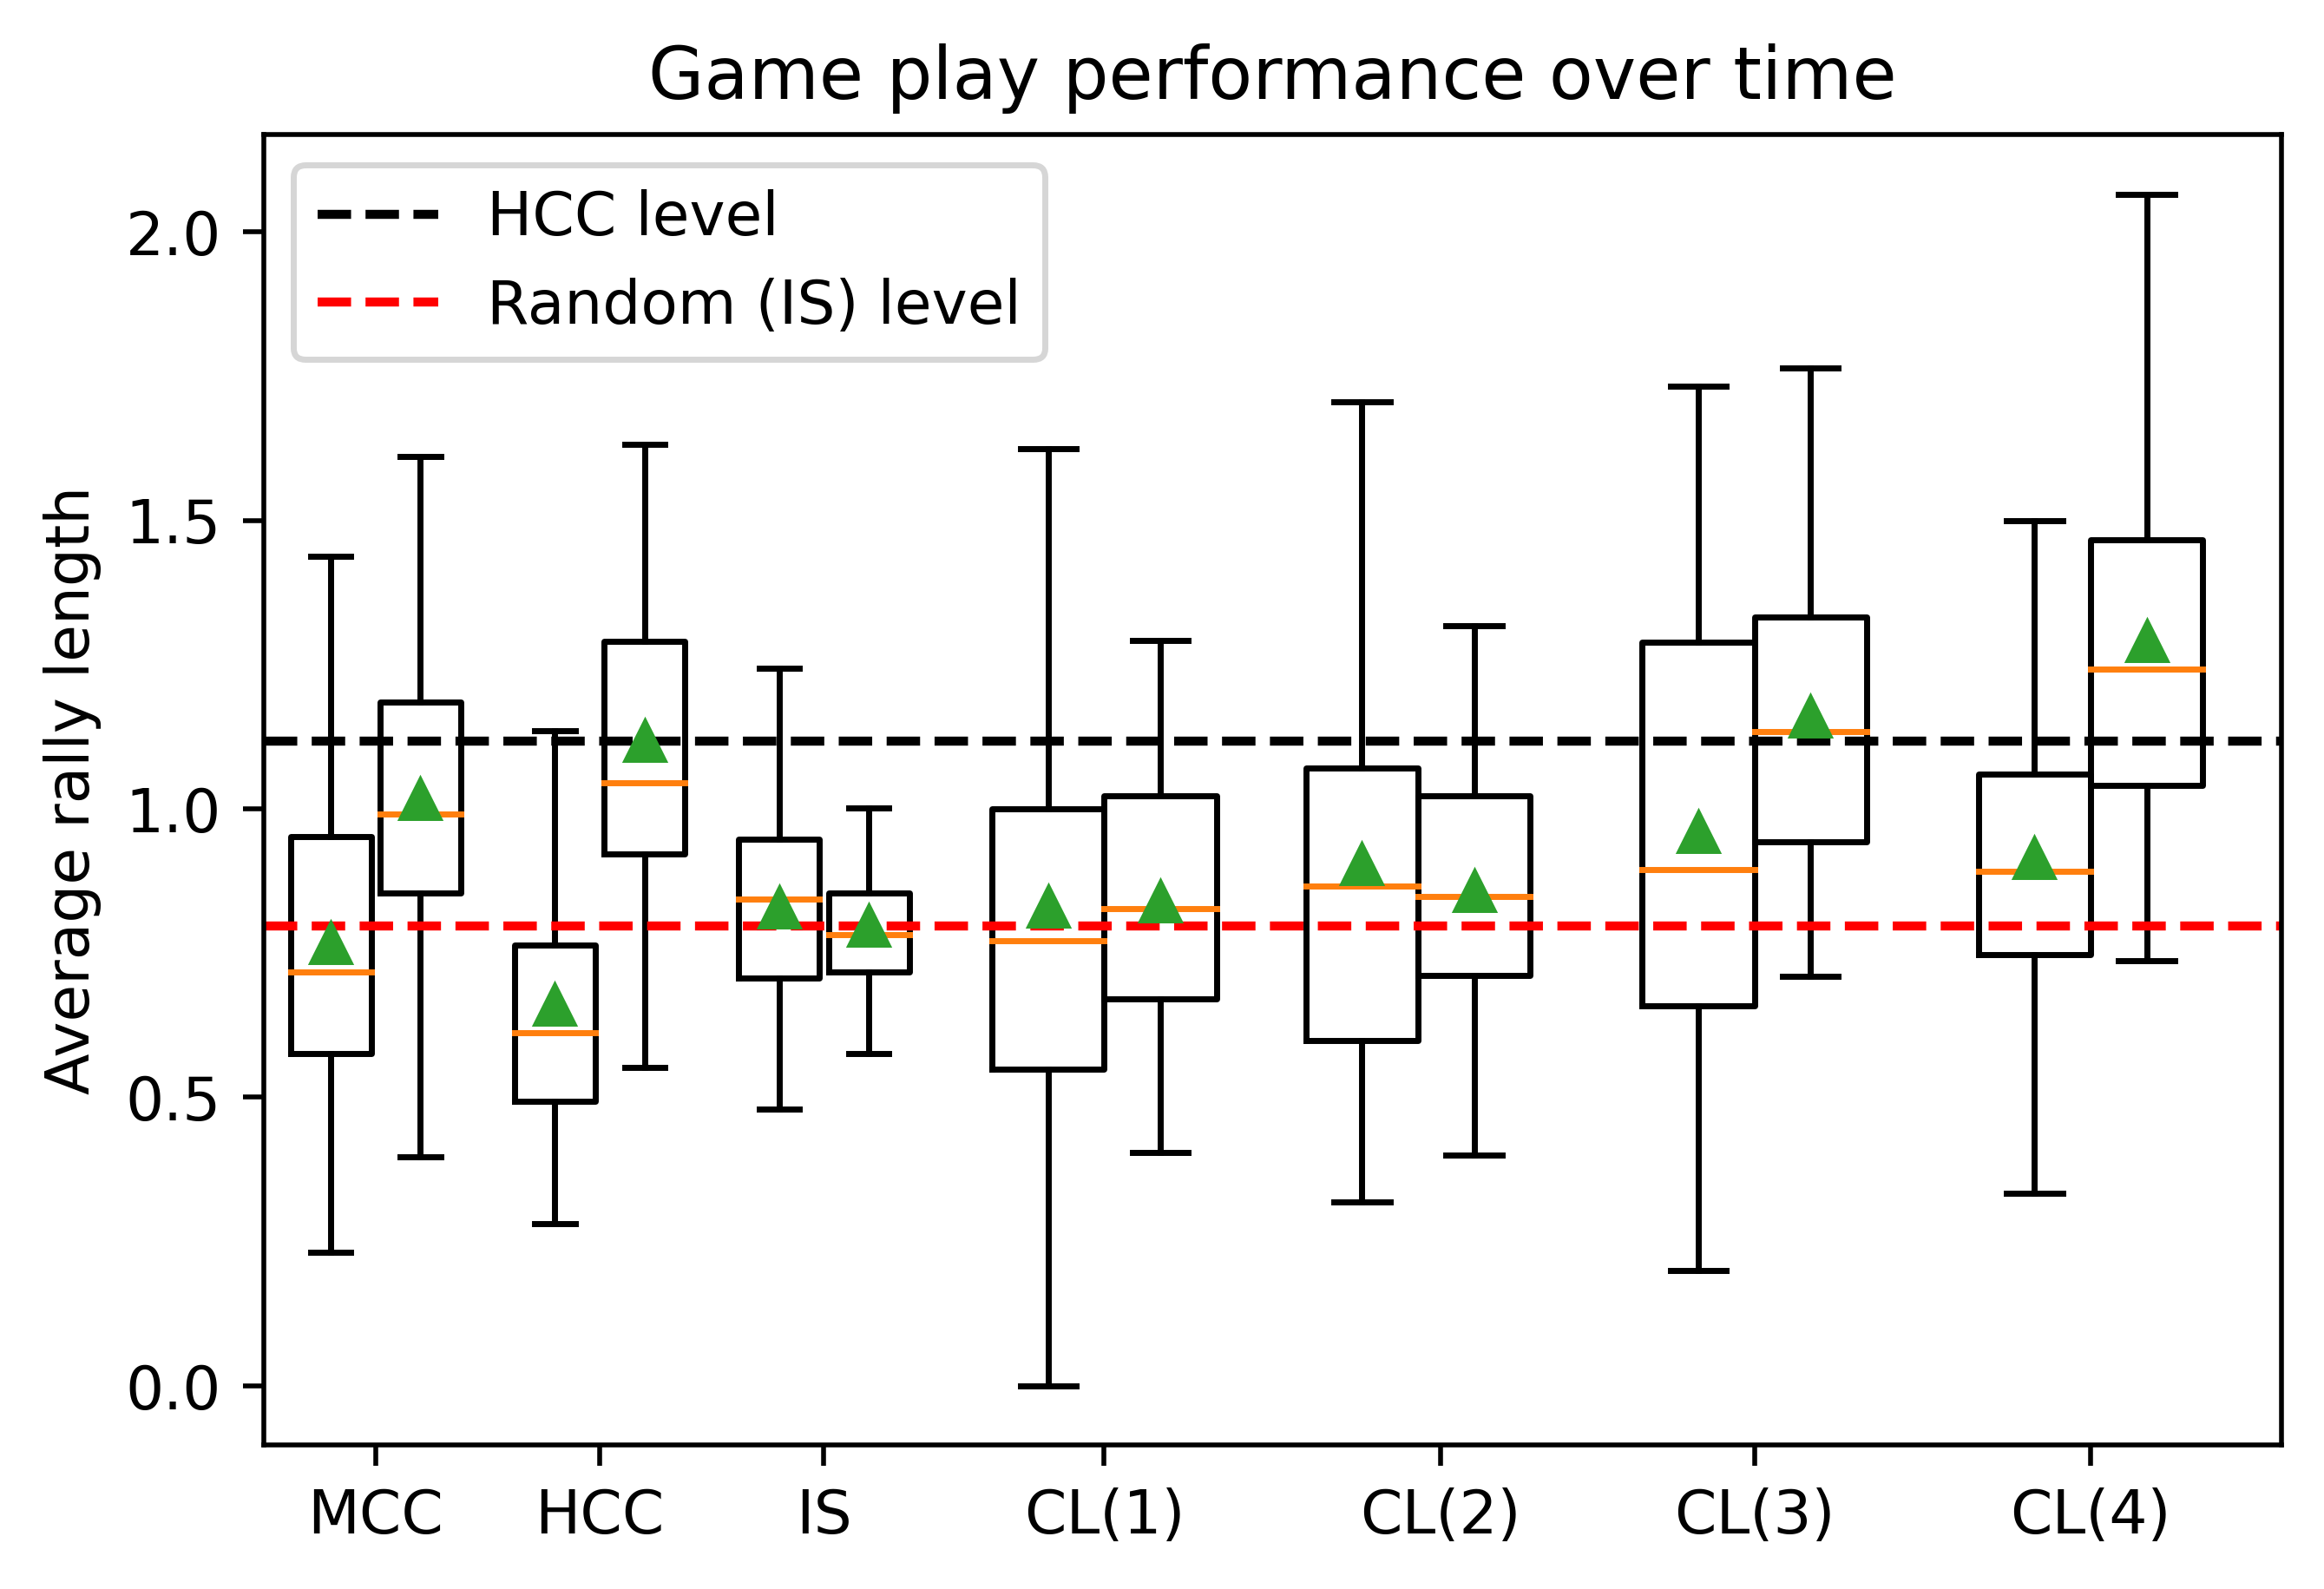 Game play performance over time
HCC level
Random (IS) level
Average rally length
2.0
1.5
1.0
0.5
0.0
MCC HCC IS CL(1) CL(2) CL(3) CL(4)